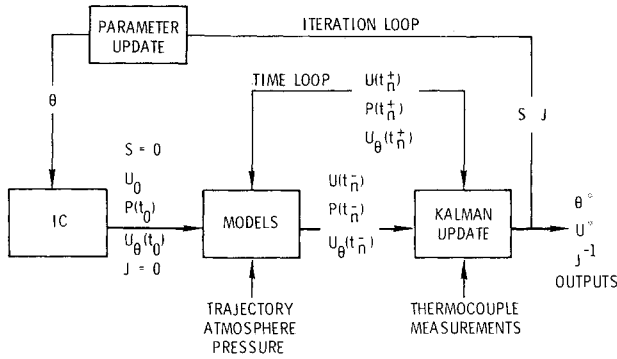 PARAMETER
UPDATE
ITERATION LOOP
TIME LOOP
U(t_n^+)
P(t_n^+)
U_θ(t_n^+)
θ
S J
S = 0
U_0
P(t_0)
U_θ(t_0)
J = 0
IC
MODELS
U(t_n^-)
P(t_n^-)
U_θ(t_n^-)
KALMAN
UPDATE
θ*
U*
J^-1
OUTPUTS
TRAJECTORY
ATMOSPHERE
PRESSURE
THERMOCOUPLE
MEASUREMENTS